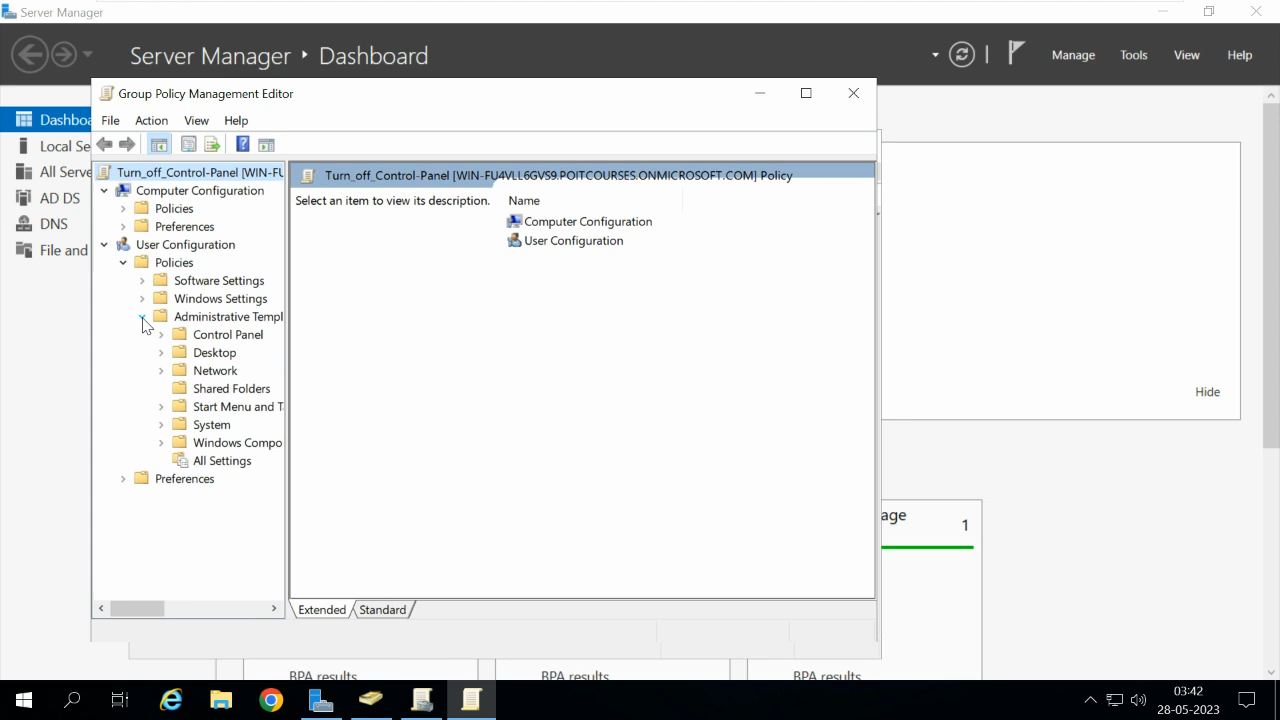 Server Manager
Server Manager ‣ Dashboard
Manage Tools View Help
Group Policy Management Editor
File Action View Help
Dashboa
Local Se
All Serve
AD DS
DNS
File and
Turn_off_Control-Panel [WIN-FU
Computer Configuration
Policies
Preferences
User Configuration
Policies
Software Settings
Windows Settings
Administrative Templ
Control Panel
Desktop
Network
Shared Folders
Start Menu and T
System
Windows Compo
All Settings
Preferences
Turn_off_Control-Panel [WIN-FU4VLL6GVS9.POITCOURSES.ONMICROSOFT.COM] Policy
Select an item to view its description.
Name
Computer Configuration
User Configuration
Extended Standard
Hide
age 1
BPA results BPA results BPA results
03:42
28-05-2023